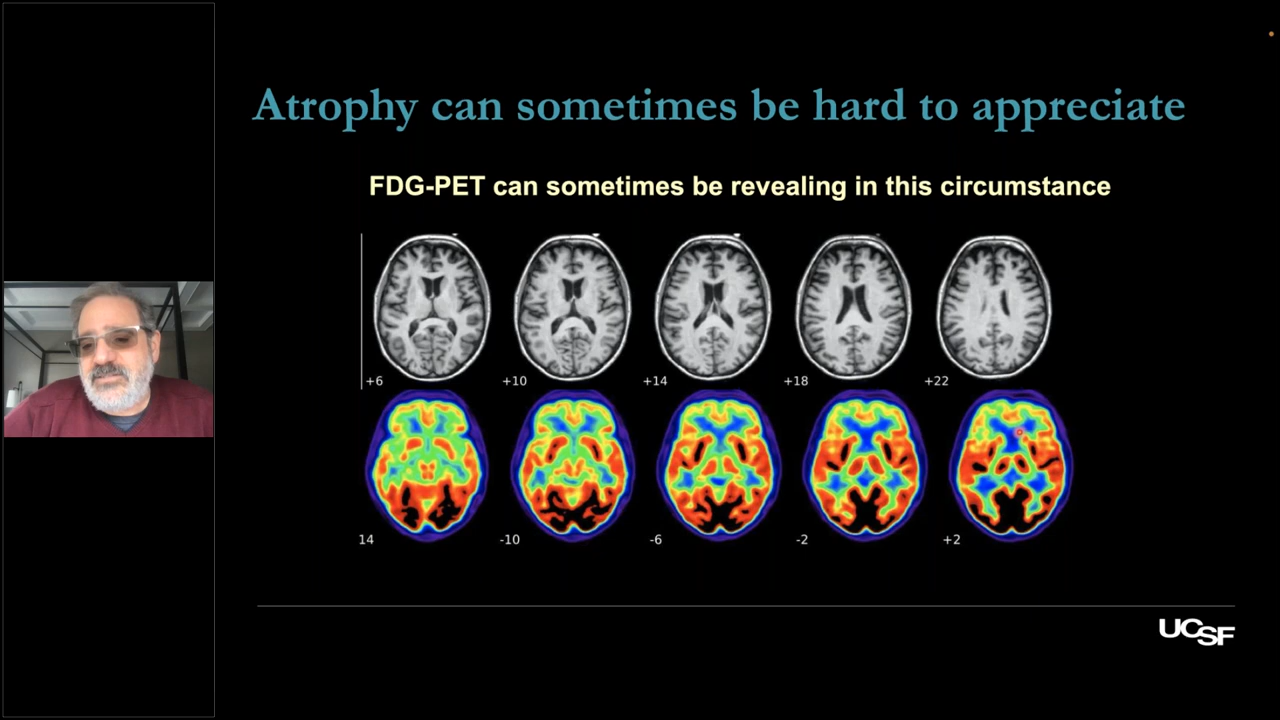 Atrophy can sometimes be hard to appreciate
FDG-PET can sometimes be revealing in this circumstance
+6 +10 +14 +18 +22
14 -10 -6 -2 +2
UCSF